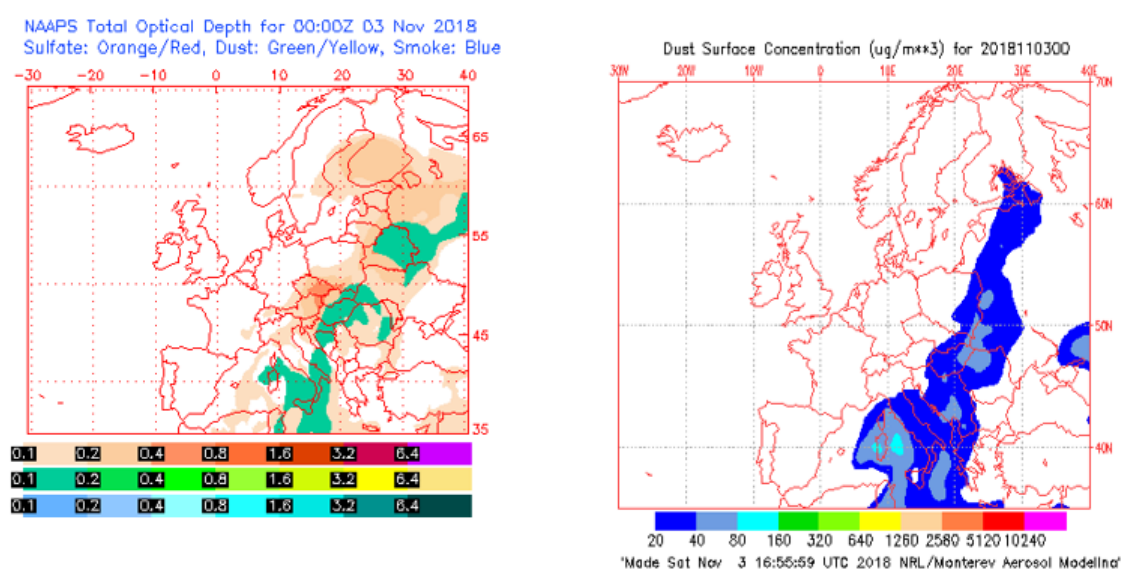 NAAPS Total Optical Depth for 00:00Z 03 Nov 2018
Sulfate: Orange/Red, Dust: Green/Yellow, Smoke: Blue
-30 -20 -10 0 10 20 30 40
65
55
45
35
0.1 0.2 0.4 0.8 1.6 3.2 6.4
0.1 0.2 0.4 0.8 1.6 3.2 6.4
0.1 0.2 0.4 0.8 1.6 3.2 6.4
Dust Surface Concentration (ug/m**3) for 2018110300
30W 20W 10W 0 10E 20E 30E 40E
70N
60N
50N
40N
20 40 80 160 320 640 1260 2560 5120 10240
'Made Sat Nov 3 16:55:59 UTC 2018 NRL/Monterey Aerosol Modeling'